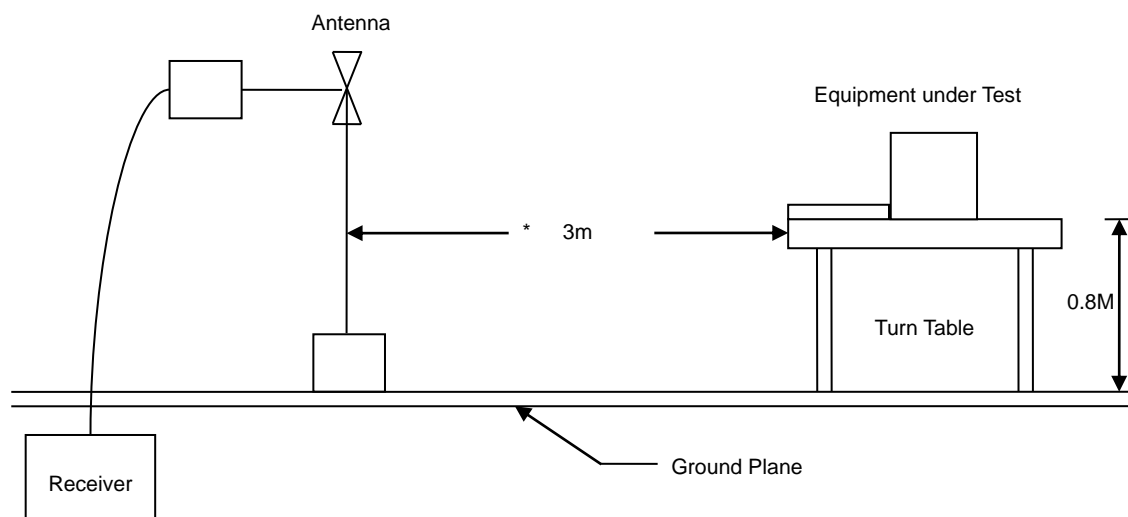 Antenna
Equipment under Test
* 3m
0.8M
Turn Table
Ground Plane
Receiver